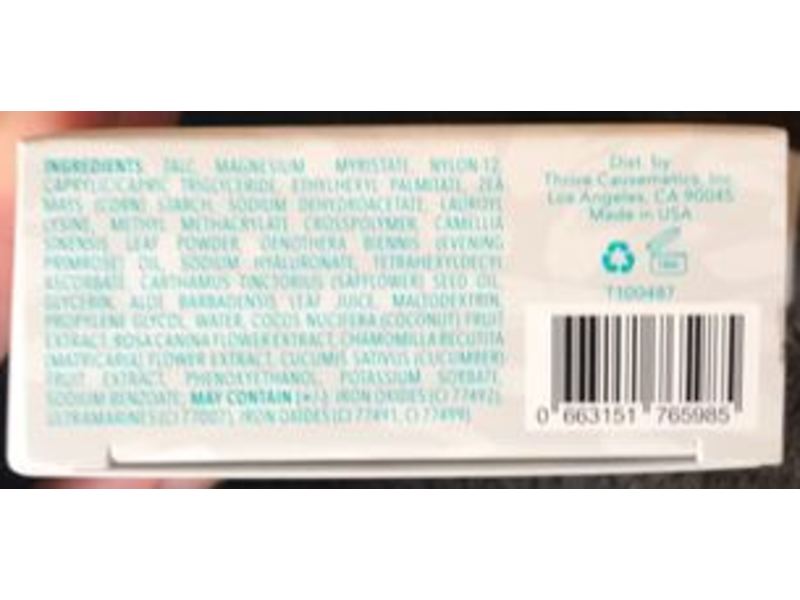 INGREDIENTS TALC, MAGNESIUM MYRISTATE, NYLON-12,
CAPRYLIC/CAPRIC TRIGLYCERIDE, ETHYLHEXYL PALMITATE, ZEA
MAYS (CORN) STARCH, SODIUM DEHYDROACETATE, LAUROYL
LYSINE, METHYL METHACRYLATE CROSSPOLYMER, CAMELLIA
SINENSIS LEAF POWDER, OENOTHERA BIENNIS (EVENING
PRIMROSE) OIL, SODIUM HYALURONATE, TETRAHEXYLDECYL
ASCORBATE, CARTHAMUS TINCTORIUS (SAFFLOWER) SEED OIL,
GLYCERIN, ALOE BARBADENSIS LEAF JUICE, MALTODEXTRIN,
PROPYLENE GLYCOL, WATER, COCOS NUCIFERA (COCONUT) FRUIT
EXTRACT, ROSA CANINA FLOWER EXTRACT, CHAMOMILLA RECUTITA
(MATRICARIA) FLOWER EXTRACT, CUCUMIS SATIVUS (CUCUMBER)
FRUIT EXTRACT, PHENOXYETHANOL, POTASSIUM SORBATE,
SODIUM BENZOATE. MAY CONTAIN (+/-): IRON OXIDES (CI 77492),
ULTRAMARINES (CI 77007), IRON OXIDES (CI 77491, CI 77499).
Dist. by
Thrive Causemetics, Inc.
Los Angeles, CA 90045
Made in USA
T100487
0 663151 765985